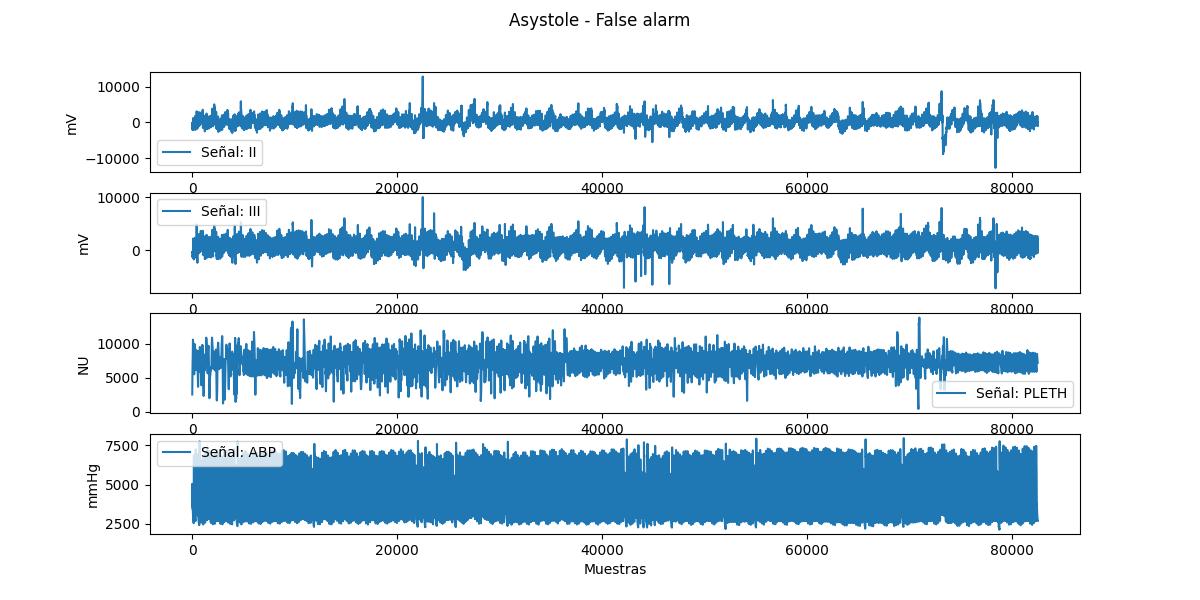 Asystole - False alarm
10000
0
−10000
mV
Señal: II
0 20000 40000 60000 80000
10000
0
mV
Señal: III
0 20000 40000 60000 80000
10000
5000
0
NU
Señal: PLETH
0 20000 40000 60000 80000
7500
5000
2500
mmHg
Señal: ABP
0 20000 40000 60000 80000
Muestras